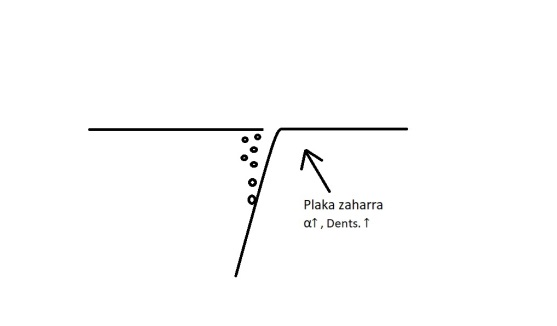 Plaka zaharra
α↑, Dents.↑